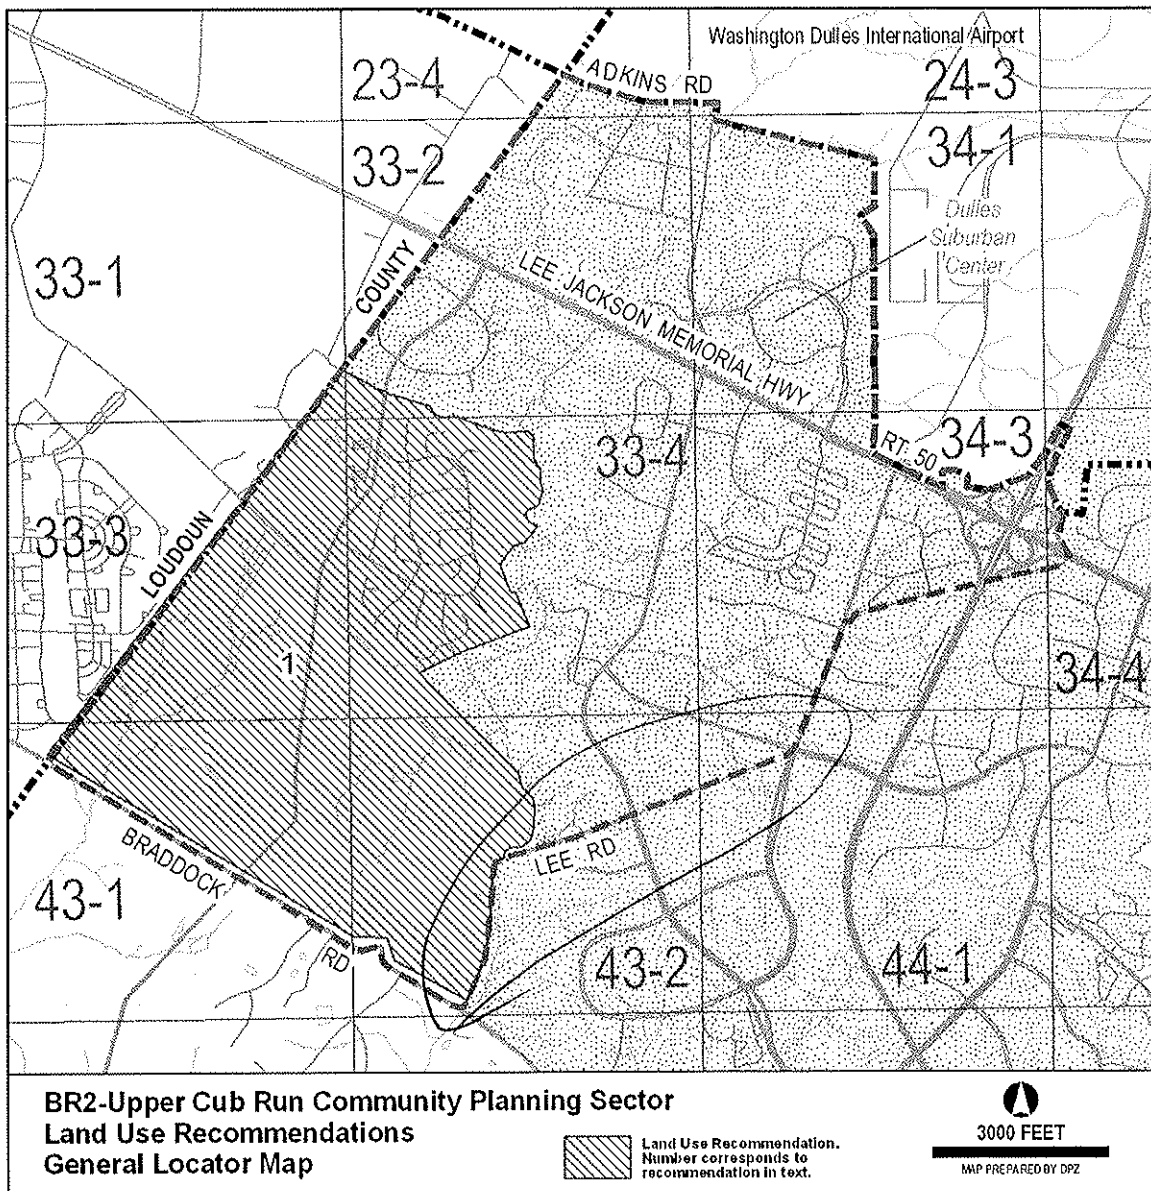 Washington Dulles International Airport
23-4
ADKINS RD
24-3
33-2
34-1
Dulles
Suburban
Center
33-1
COUNTY
LEE JACKSON MEMORIAL HWY
33-4
RT 50
34-3
33-3
LOUDOUN
1
34-4
BRADDOCK
RD
LEE RD
43-1
43-2
44-1
BR2-Upper Cub Run Community Planning Sector
Land Use Recommendations
General Locator Map
Land Use Recommendation.
Number corresponds to
recommendation in text.
3000 FEET
MAP PREPARED BY DPZ